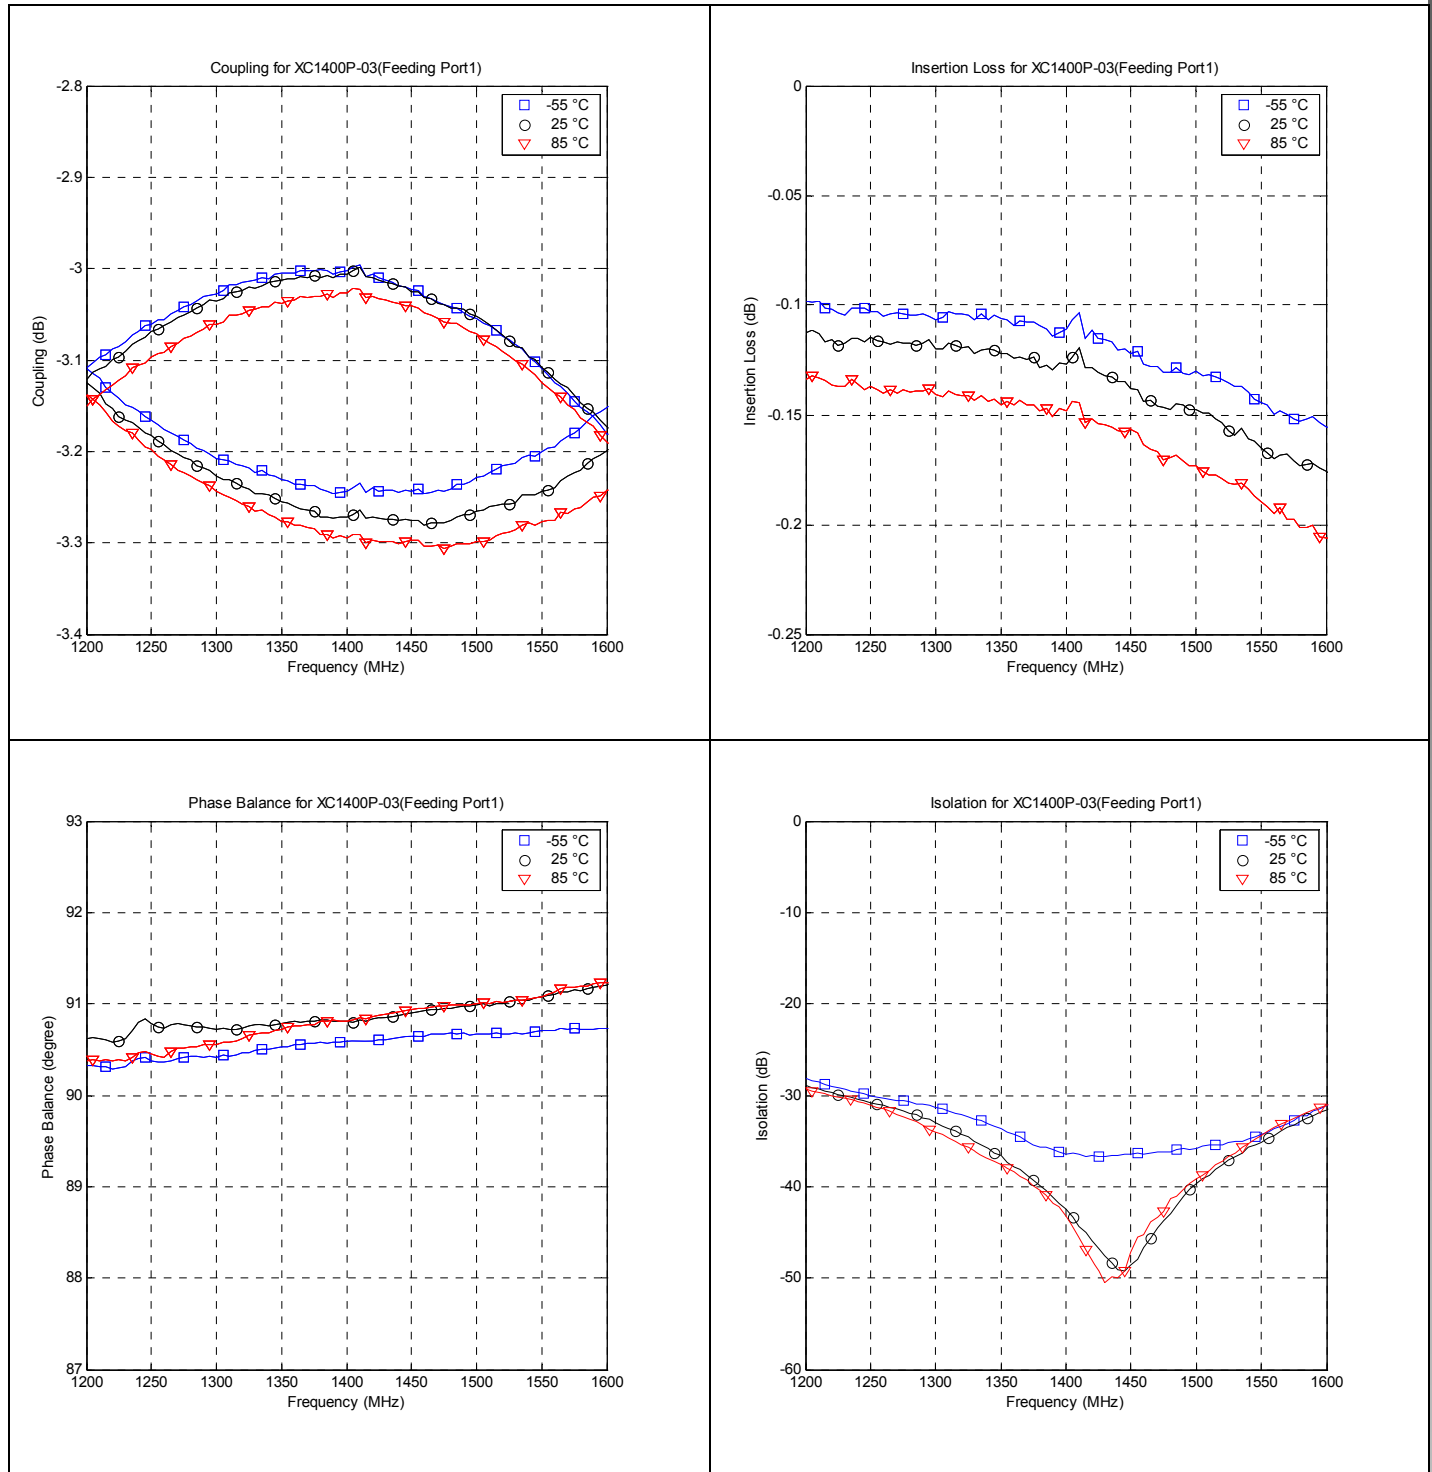 Coupling for XC1400P-03(Feeding Port1)
-2.8
-2.9
-3
-3.1
-3.2
-3.3
-3.4
Coupling (dB)
-55 °C
25 °C
85 °C
1200 1250 1300 1350 1400 1450 1500 1550 1600
Frequency (MHz)
Insertion Loss for XC1400P-03(Feeding Port1)
0
-0.05
-0.1
-0.15
-0.2
-0.25
Insertion Loss (dB)
-55 °C
25 °C
85 °C
1200 1250 1300 1350 1400 1450 1500 1550 1600
Frequency (MHz)
Phase Balance for XC1400P-03(Feeding Port1)
93
92
91
90
89
88
87
Phase Balance (degree)
-55 °C
25 °C
85 °C
1200 1250 1300 1350 1400 1450 1500 1550 1600
Frequency (MHz)
Isolation for XC1400P-03(Feeding Port1)
0
-10
-20
-30
-40
-50
-60
Isolation (dB)
-55 °C
25 °C
85 °C
1200 1250 1300 1350 1400 1450 1500 1550 1600
Frequency (MHz)